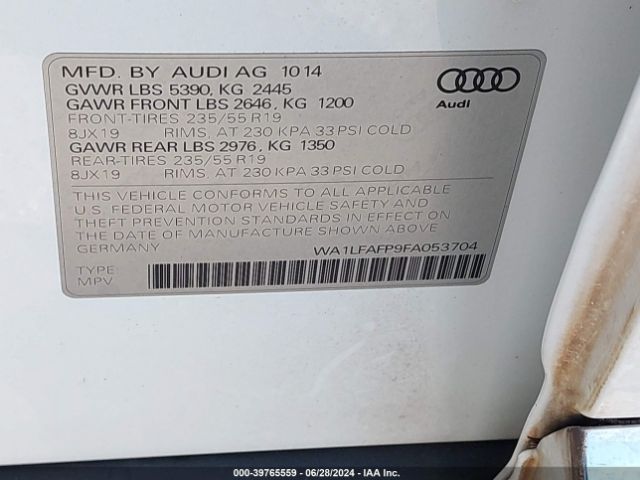 MFD. BY AUDI AG 10 14
GVWR LBS 5390, KG 2445
GAWR FRONT LBS 2646, KG 1200
FRONT-TIRES 235/55 R19
8JX19 RIMS, AT 230 KPA 33 PSI COLD
GAWR REAR LBS 2976, KG 1350
REAR-TIRES 235/55 R19
8JX19 RIMS, AT 230 KPA 33 PSI COLD
THIS VEHICLE CONFORMS TO ALL APPLICABLE
U.S. FEDERAL MOTOR VEHICLE SAFETY AND
THEFT PREVENTION STANDARDS IN EFFECT ON
THE DATE OF MANUFACTURE SHOWN ABOVE.
GERMANY WA1LFAFP9FA053704
TYPE:
MPV
Audi
000-39765559 | 06/28/2024 | IAA Inc.